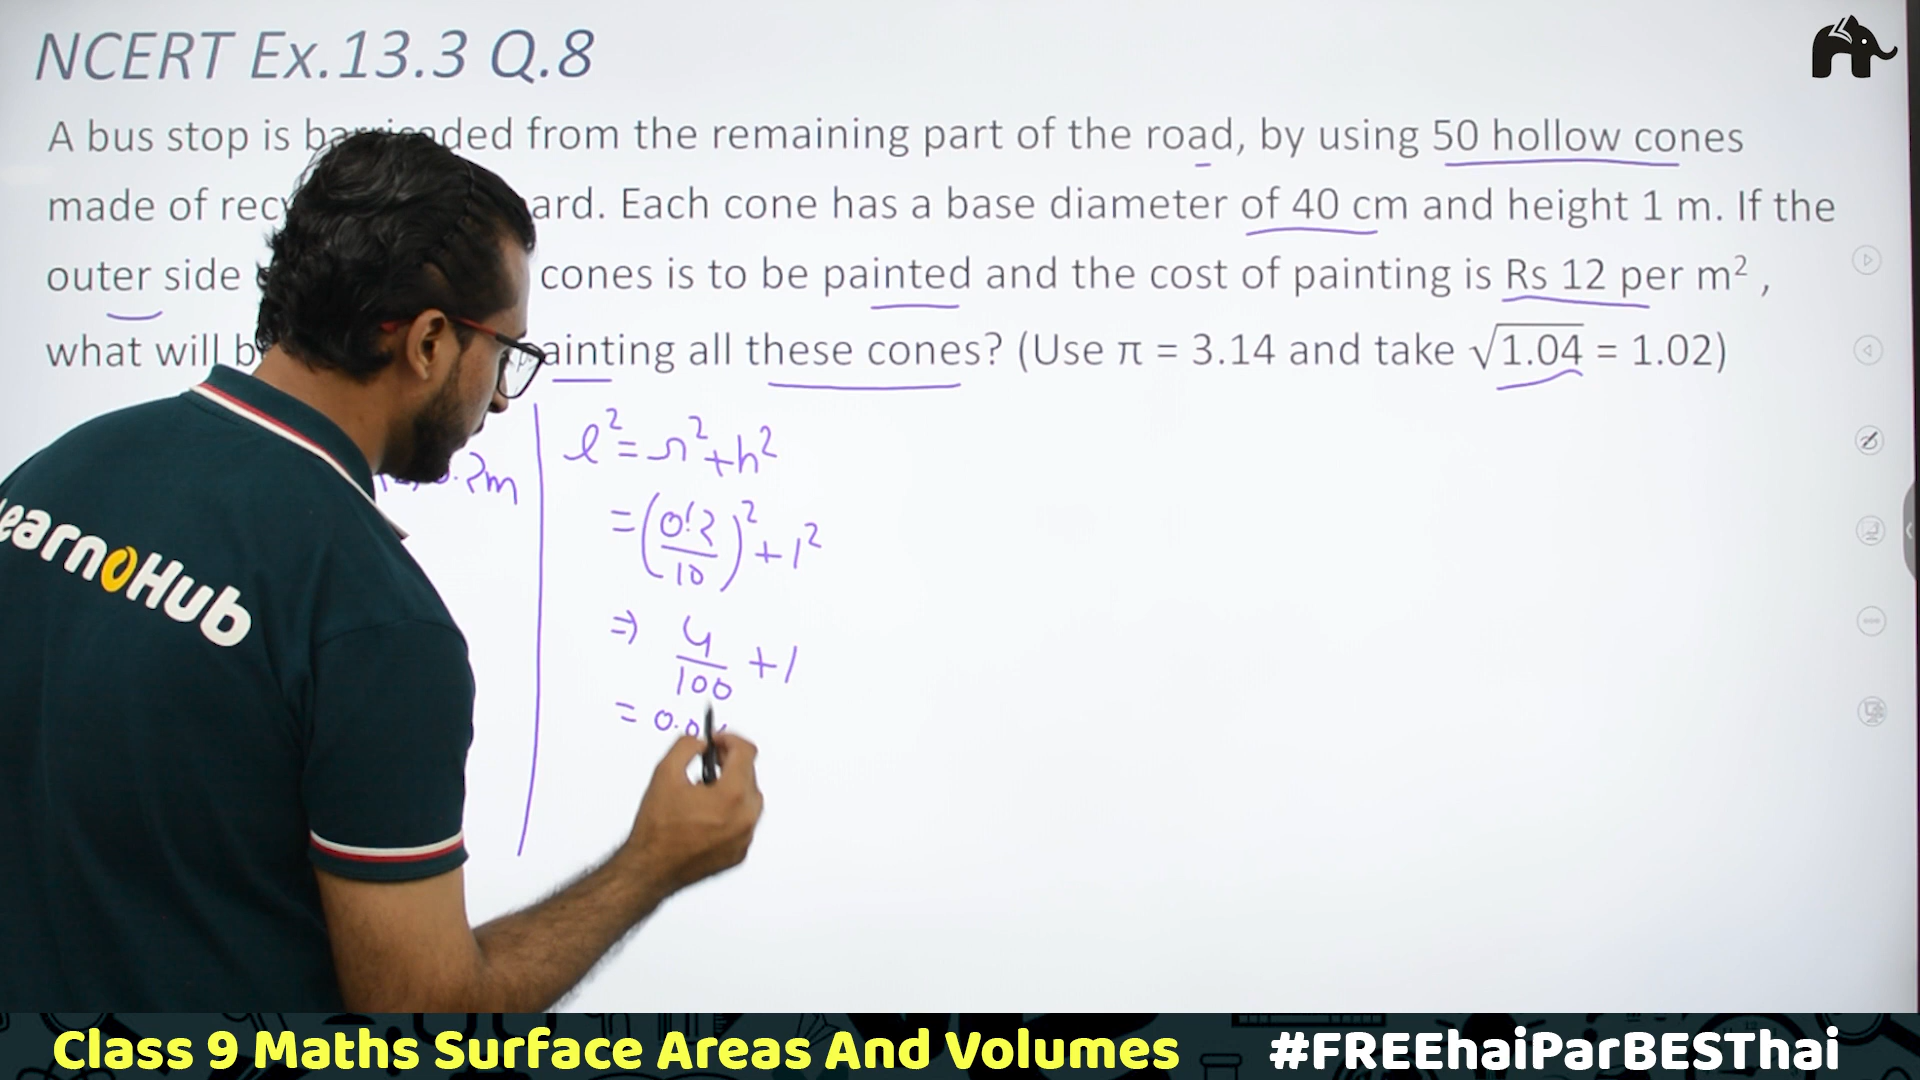 NCERT Ex.13.3 Q.8
A bus stop is barricaded from the remaining part of the road, by using 50 hollow cones
made of ard. Each cone has a base diameter of 40 cm and height 1 m. If the
outer side cones is to be painted and the cost of painting is Rs 12 per m²,
what will ainting all these cones? (Use π = 3.14 and take √1.04 = 1.02)
l² = r² + h²
.2m
= (0.2/10)² + 1²
⇒ 4/100 + 1
= 0.0
LearnoHub
Class 9 Maths Surface Areas And Volumes #FREEhaiParBESThai